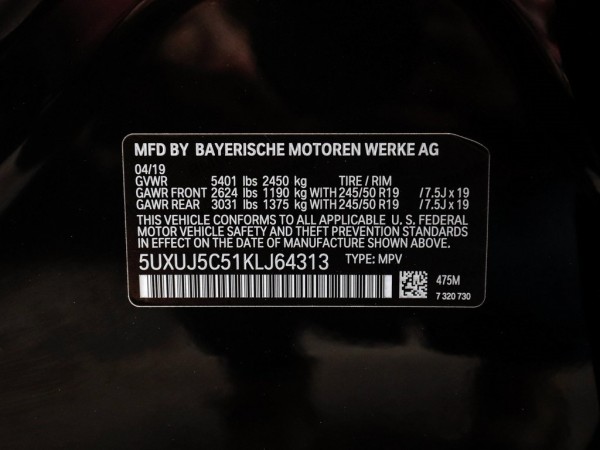 MFD BY BAYERISCHE MOTOREN WERKE AG
04/19
GVWR 5401 lbs 2450 kg TIRE / RIM
GAWR FRONT 2624 lbs 1190 kg WITH 245/50 R19 / 7.5J x 19
GAWR REAR 3031 lbs 1375 kg WITH 245/50 R19 / 7.5J x 19
THIS VEHICLE CONFORMS TO ALL APPLICABLE U. S. FEDERAL
MOTOR VEHICLE SAFETY AND THEFT PREVENTION STANDARDS
IN EFFECT ON THE DATE OF MANUFACTURE SHOWN ABOVE.
5UXUJ5C51KLJ64313 TYPE: MPV
475M
7 320 730